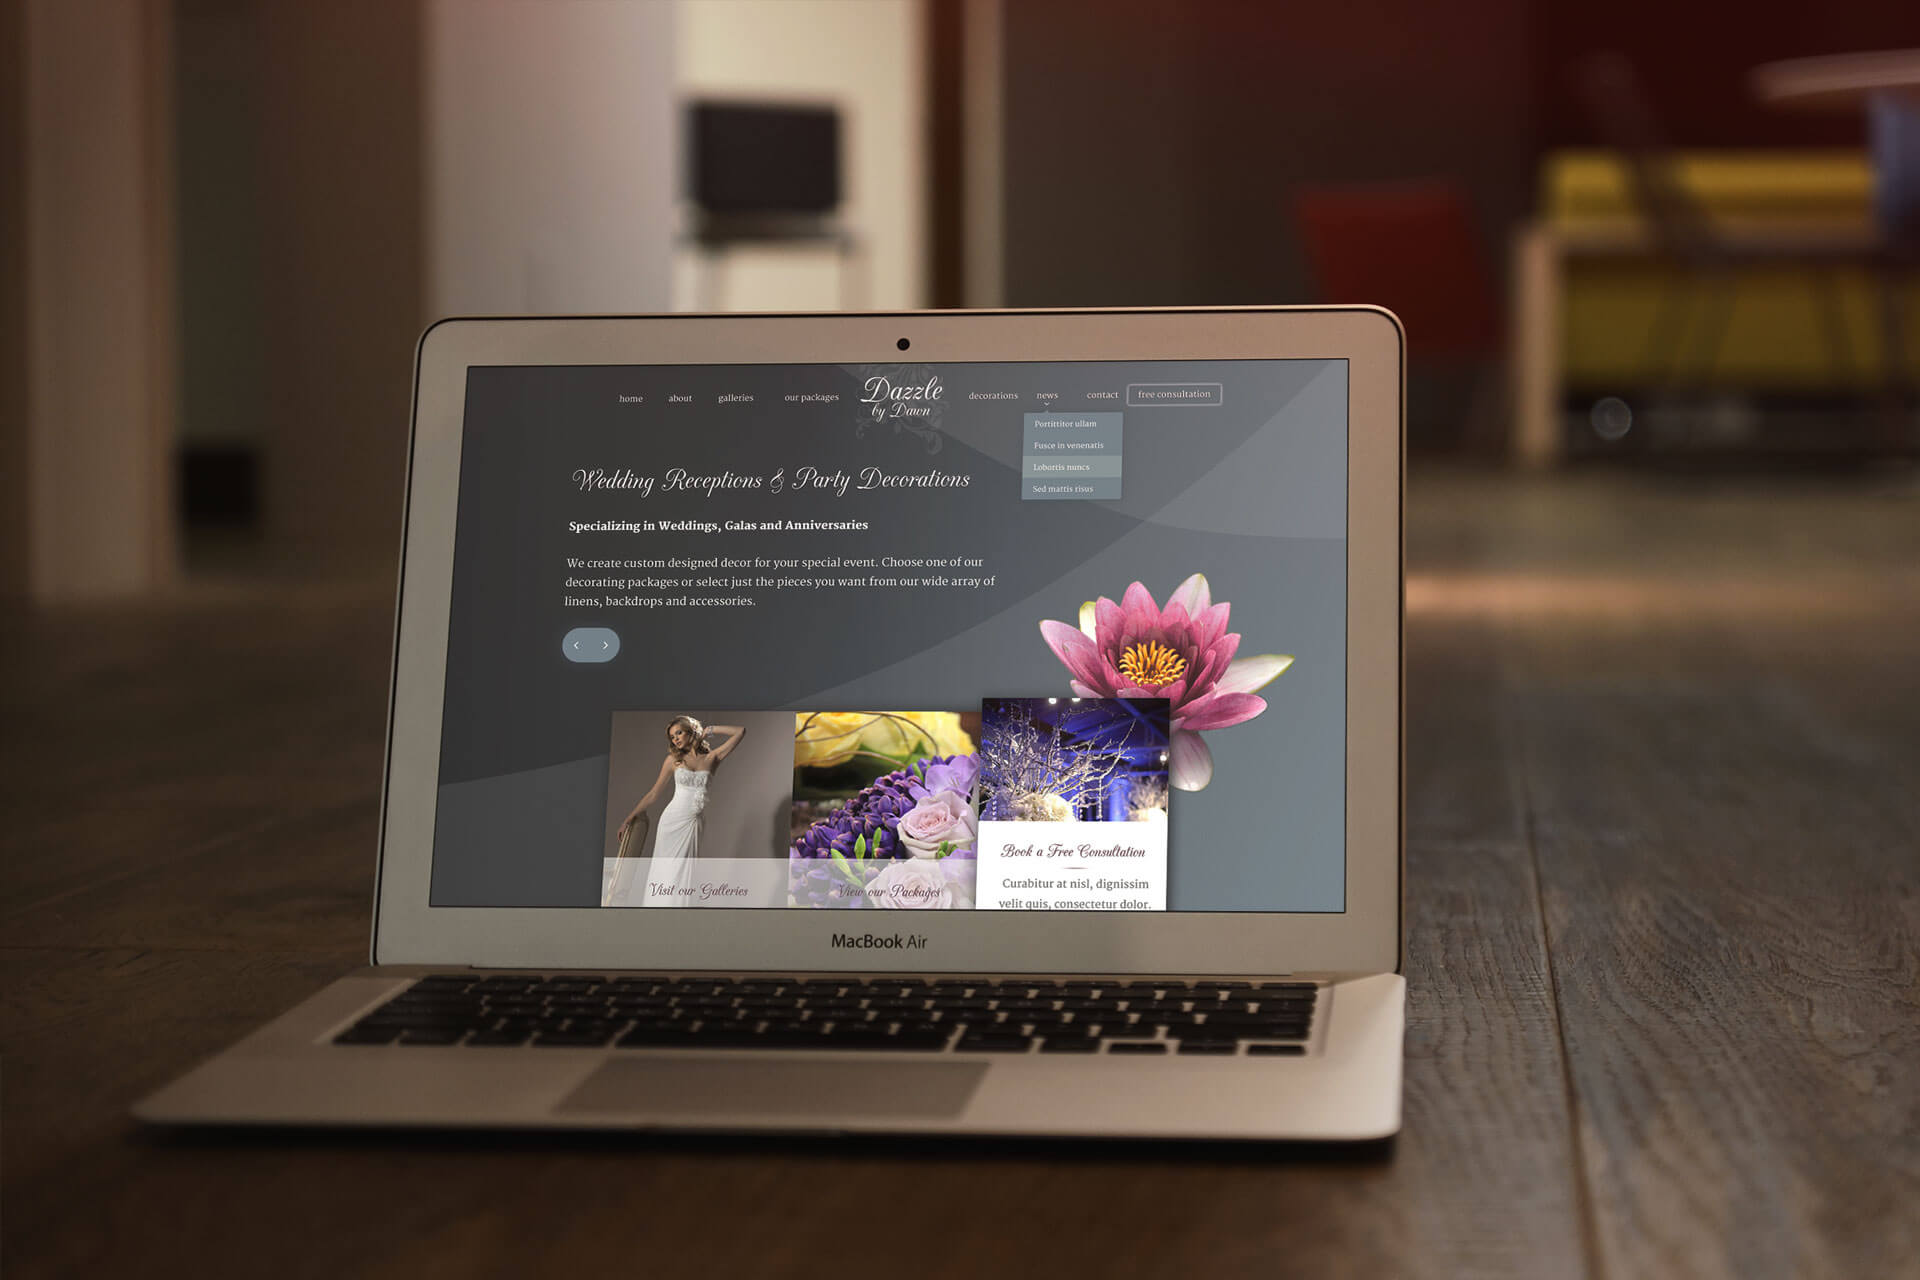 home about galleries our packages Dazzle decorations news contact free consultation
by Dawn
Portittitor ullam
Fusce in venenatis
Lobortis nuncs
Sed mattis risus
Wedding Receptions & Party Decorations
Specializing in Weddings, Galas and Anniversaries
We create custom designed decor for your special event. Choose one of our
decorating packages or select just the pieces you want from our wide array of
linens, backdrops and accessories.
Visit our Galleries
View our Packages
Book a Free Consultation
Curabitur at nisl, dignissim
velit quis, consectetur dolor.
MacBook Air